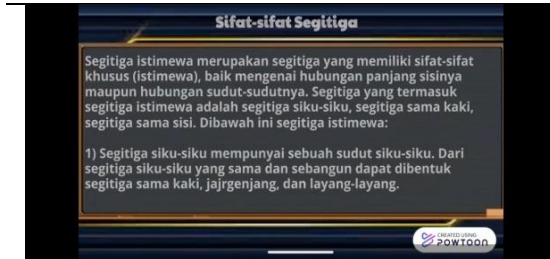 Sifat-sifat Segitiga
Segitiga istimewa merupakan segitiga yang memiliki sifat-sifat
khusus (istimewa), baik mengenai hubungan panjang sisinya
maupun hubungan sudut-sudutnya. Segitiga yang termasuk
segitiga istimewa adalah segitiga siku-siku, segitiga sama kaki,
segitiga sama sisi. Dibawah ini segitiga istimewa:
1) Segitiga siku-siku mempunyai sebuah sudut siku-siku. Dari
segitiga siku-siku yang sama dan sebangun dapat dibentuk
segitiga sama kaki, jajrgenjang, dan layang-layang.
CREATED USING
POWTOON